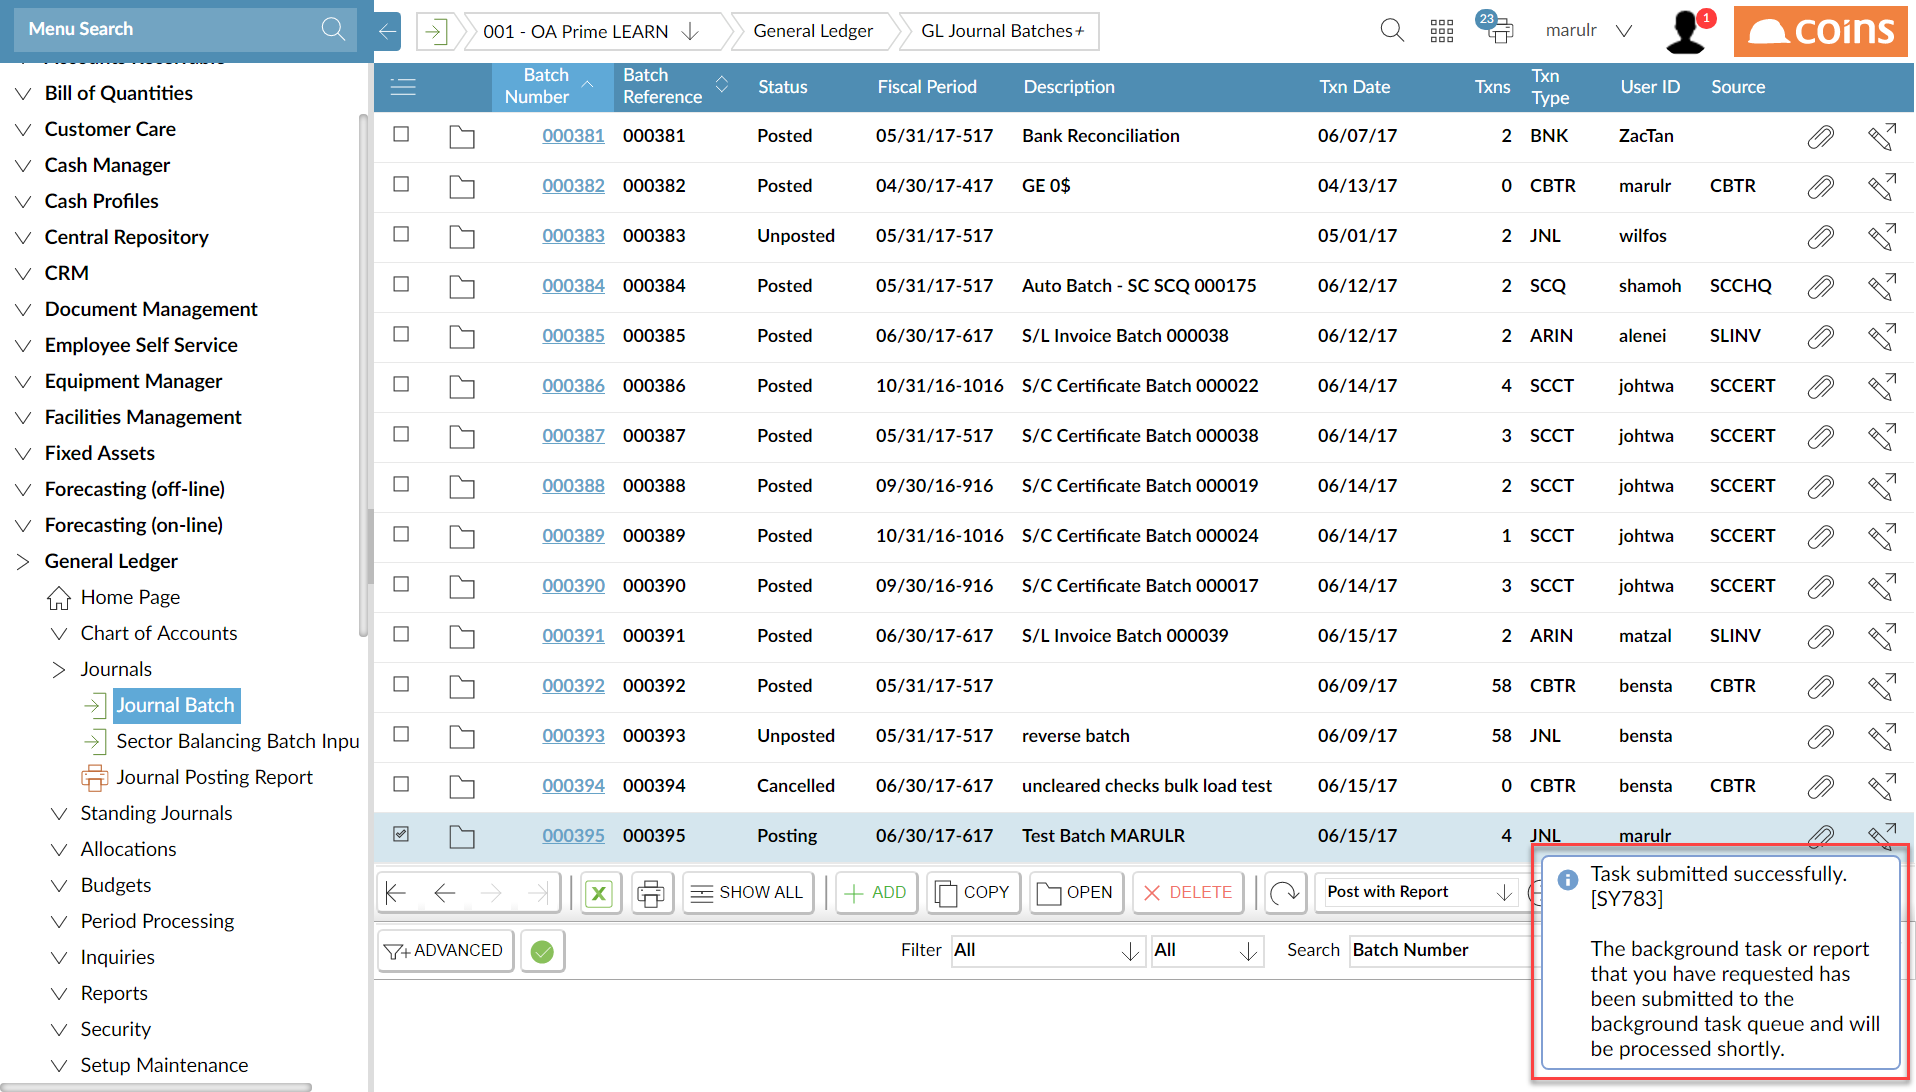 Menu Search
001 - OA Prime LEARN
General Ledger
GL Journal Batches+
23
marulr
1
coins
Accounts Receivable
Bill of Quantities
Customer Care
Cash Manager
Cash Profiles
Central Repository
CRM
Document Management
Employee Self Service
Equipment Manager
Facilities Management
Fixed Assets
Forecasting (off-line)
Forecasting (on-line)
General Ledger
Home Page
Chart of Accounts
Journals
Journal Batch
Sector Balancing Batch Inpu
Journal Posting Report
Standing Journals
Allocations
Budgets
Period Processing
Inquiries
Reports
Security
Setup Maintenance
Batch Number Batch Reference Status Fiscal Period Description Txn Date Txns Txn Type User ID Source
000381 000381 Posted 05/31/17-517 Bank Reconciliation 06/07/17 2 BNK ZacTan
000382 000382 Posted 04/30/17-417 GE 0$ 04/13/17 0 CBTR marulr CBTR
000383 000383 Unposted 05/31/17-517 05/01/17 2 JNL wilfos
000384 000384 Posted 05/31/17-517 Auto Batch - SC SCQ 000175 06/12/17 2 SCQ shamoh SCCHQ
000385 000385 Posted 06/30/17-617 S/L Invoice Batch 000038 06/12/17 2 ARIN alenei SLINV
000386 000386 Posted 10/31/16-1016 S/C Certificate Batch 000022 06/14/17 4 SCCT johtwa SCCERT
000387 000387 Posted 05/31/17-517 S/C Certificate Batch 000038 06/14/17 3 SCCT johtwa SCCERT
000388 000388 Posted 09/30/16-916 S/C Certificate Batch 000019 06/14/17 2 SCCT johtwa SCCERT
000389 000389 Posted 10/31/16-1016 S/C Certificate Batch 000024 06/14/17 1 SCCT johtwa SCCERT
000390 000390 Posted 09/30/16-916 S/C Certificate Batch 000017 06/14/17 3 SCCT johtwa SCCERT
000391 000391 Posted 06/30/17-617 S/L Invoice Batch 000039 06/15/17 2 ARIN matzal SLINV
000392 000392 Posted 05/31/17-517 06/09/17 58 CBTR bensta CBTR
000393 000393 Unposted 05/31/17-517 reverse batch 06/09/17 58 JNL bensta
000394 000394 Cancelled 06/30/17-617 uncleared checks bulk load test 06/15/17 0 CBTR bensta CBTR
000395 000395 Posting 06/30/17-617 Test Batch MARULR 06/15/17 4 JNL marulr
SHOW ALL ADD COPY OPEN DELETE Post with Report
ADVANCED Filter All All Search Batch Number
Task submitted successfully.
[SY783]
The background task or report
that you have requested has
been submitted to the
background task queue and will
be processed shortly.